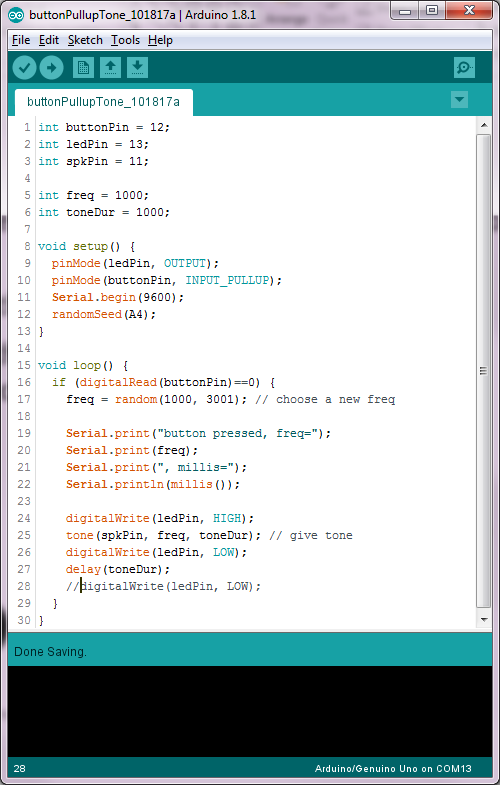 buttonPullupTone_101817a | Arduino 1.8.1
File Edit Sketch Tools Help
buttonPullupTone_101817a
1 int buttonPin = 12;
2 int ledPin = 13;
3 int spkPin = 11;
4
5 int freq = 1000;
6 int toneDur = 1000;
7
8 void setup() {
9   pinMode(ledPin, OUTPUT);
10   pinMode(buttonPin, INPUT_PULLUP);
11   Serial.begin(9600);
12   randomSeed(A4);
13 }
14
15 void loop() {
16   if (digitalRead(buttonPin)==0) {
17     freq = random(1000, 3001); // choose a new freq
18
19     Serial.print("button pressed, freq=");
20     Serial.print(freq);
21     Serial.print(", millis=");
22     Serial.println(millis());
23
24     digitalWrite(ledPin, HIGH);
25     tone(spkPin, freq, toneDur); // give tone
26     digitalWrite(ledPin, LOW);
27     delay(toneDur);
28     //digitalWrite(ledPin, LOW);
29   }
30 }
Done Saving.
28 Arduino/Genuino Uno on COM13